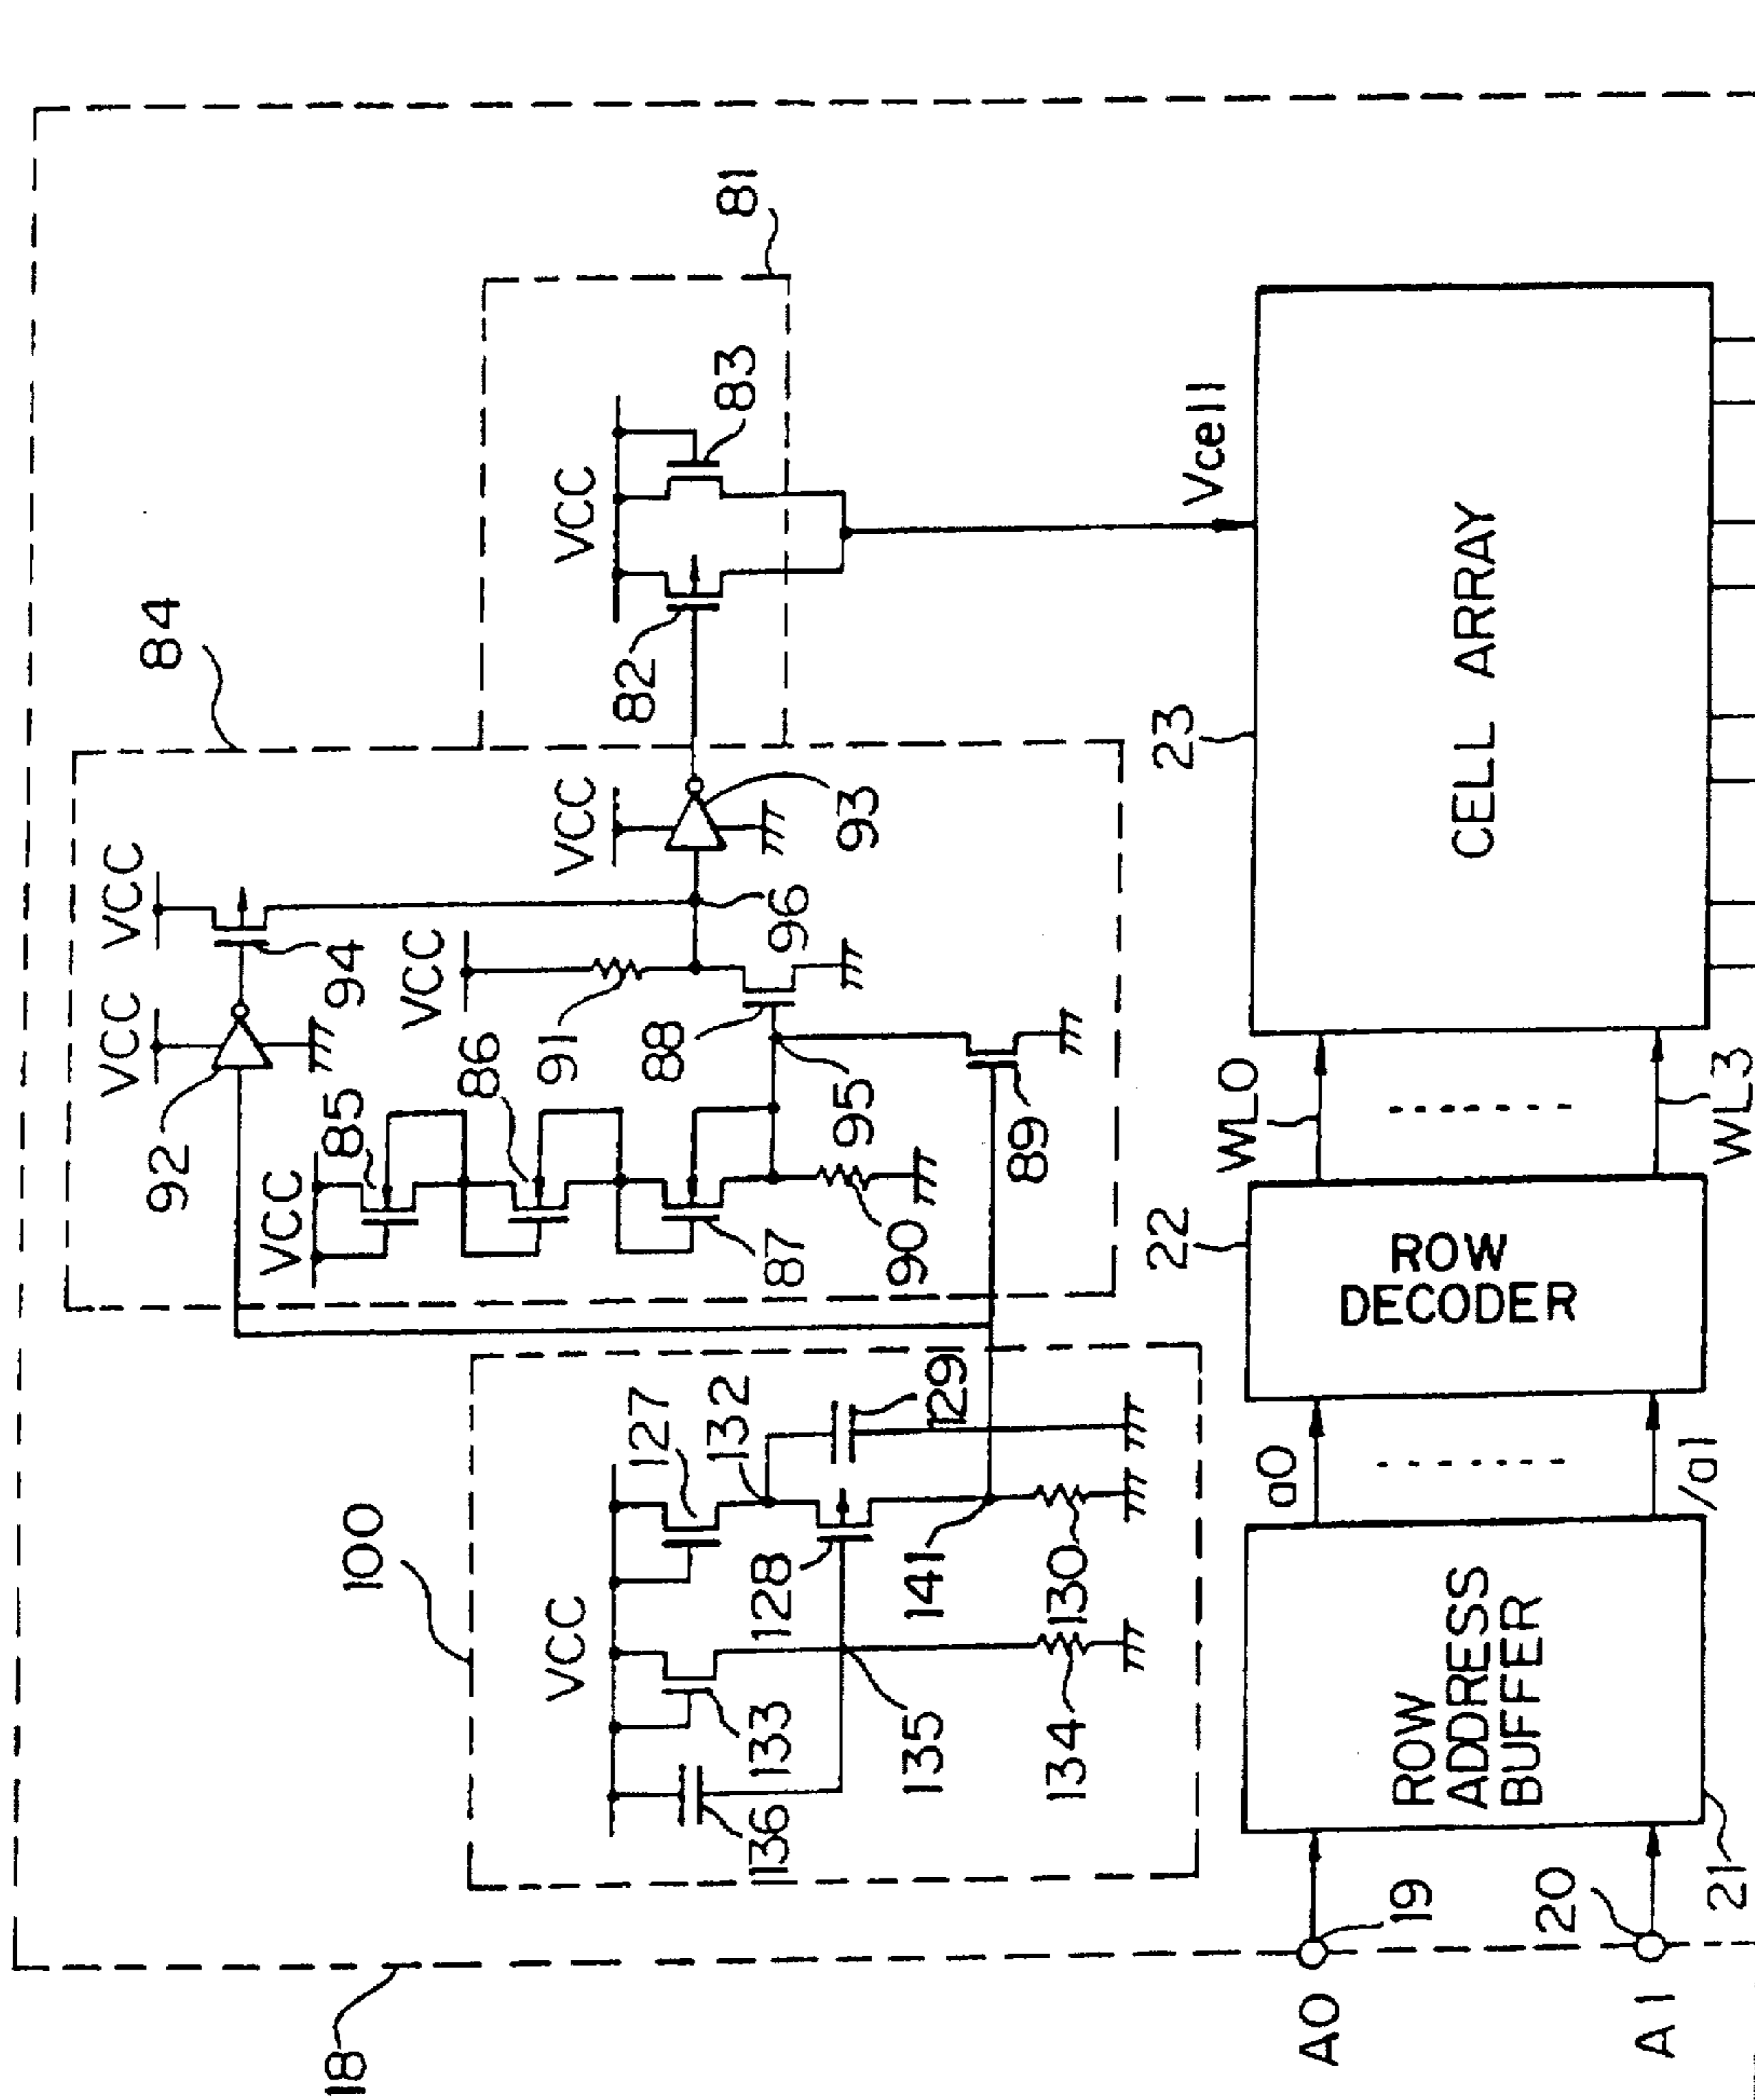 18
100
VCC
136
133
134
135
127
132
128
129
141
130
84
VCC
92
VCC
94
VCC
85
86
87
90
VCC
91
88
95
89
96
VCC
93
81
VCC
82
83
Vcell
A0
19
A1
120
21
ROW
ADDRESS
BUFFER
a0
/a1
22
ROW
DECODER
WL0
WL3
23
CELL ARRAY